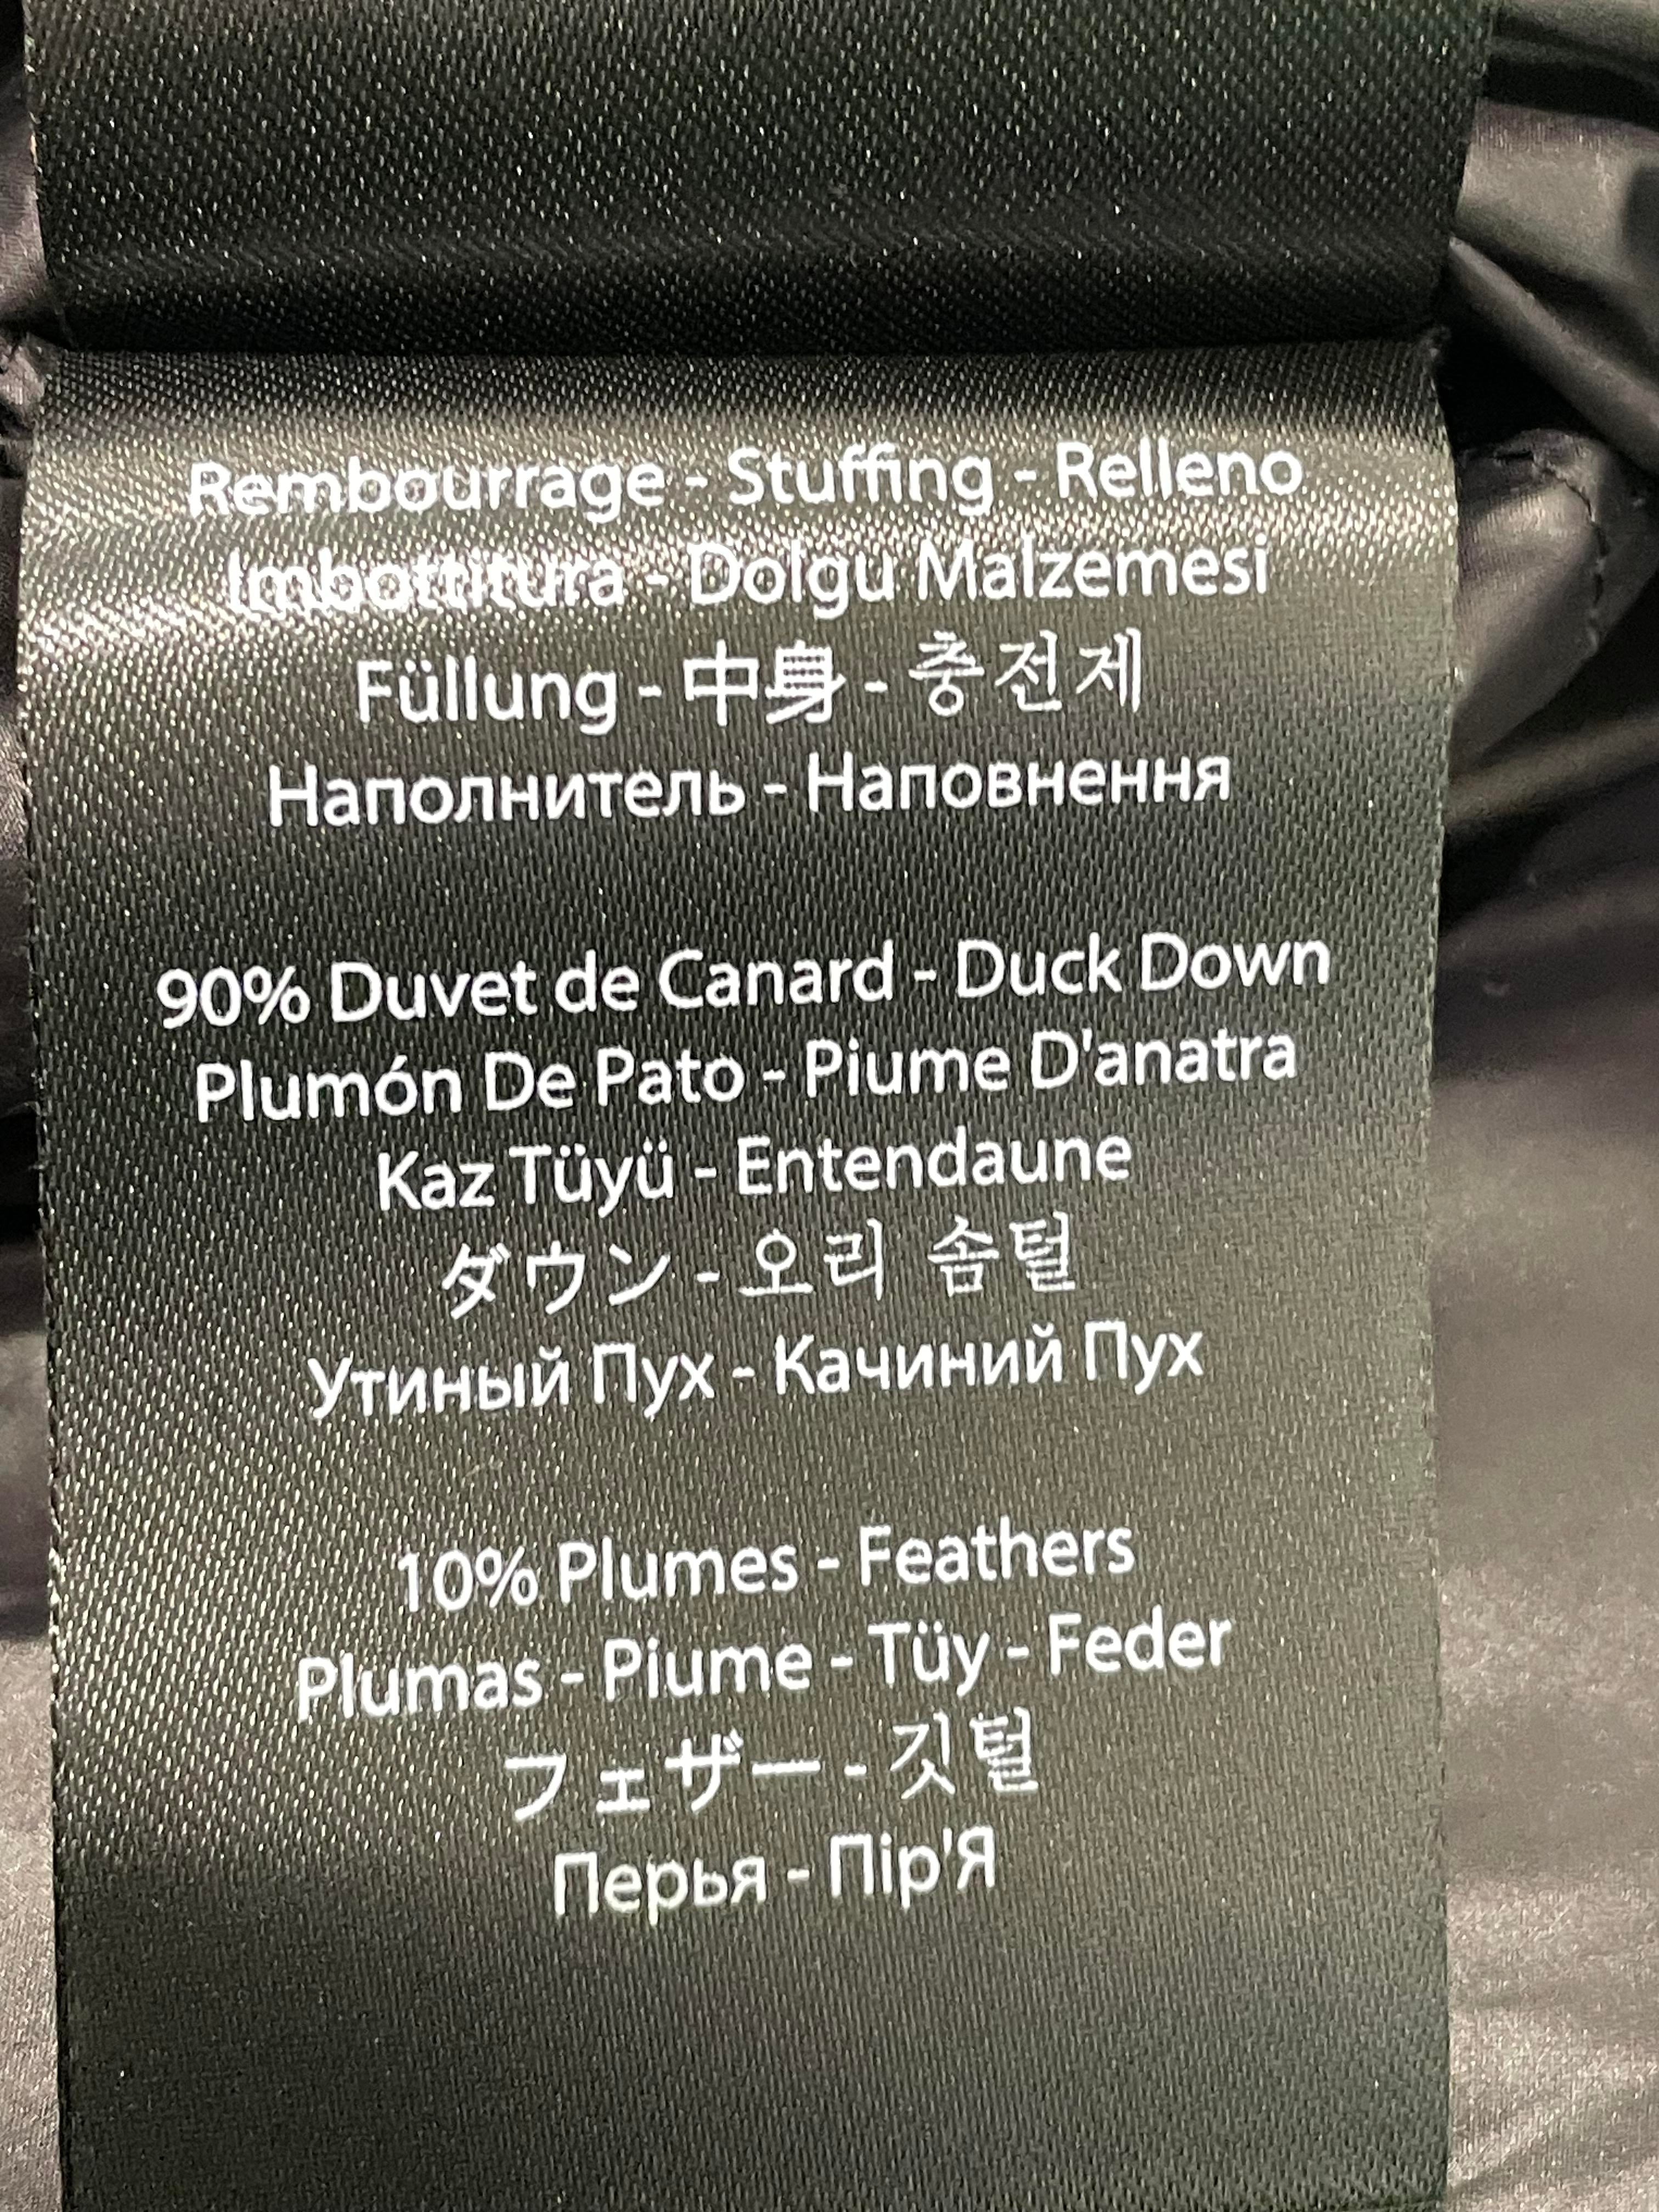 Rembourrage - Stuffing - Relleno
Imbottitura - Dolgu Malzemesi
Füllung - 中身 - 충전제
Наполнитель - Наповнення
90% Duvet de Canard - Duck Down
Plumón De Pato - Piume D'anatra
Kaz Tüyü - Entendaune
ダウン - 오리 솜털
Утиный Пух - Качиний Пух
10% Plumes - Feathers
Plumas - Piume - Tüy - Feder
フェザー - 깃털
Перья - Пір'Я